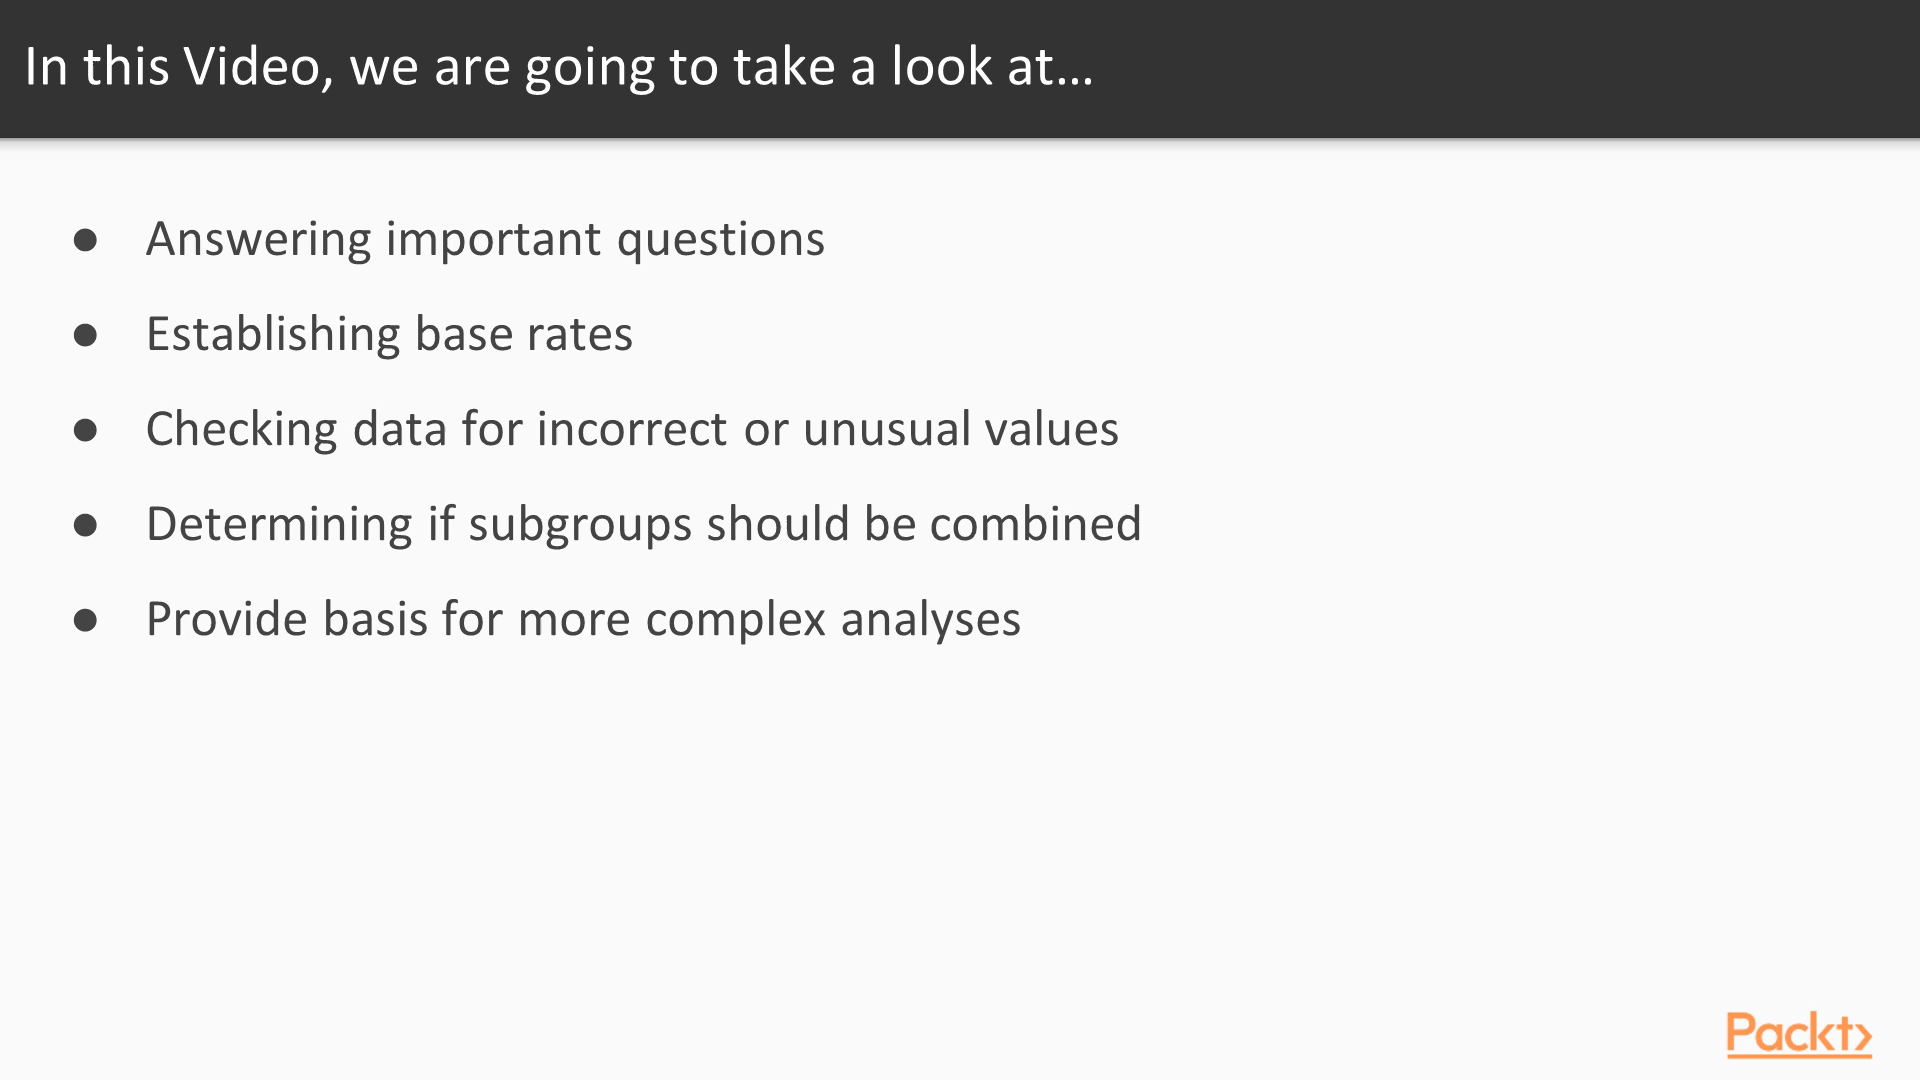 In this Video, we are going to take a look at...
● Answering important questions
● Establishing base rates
● Checking data for incorrect or unusual values
● Determining if subgroups should be combined
● Provide basis for more complex analyses
Packt>